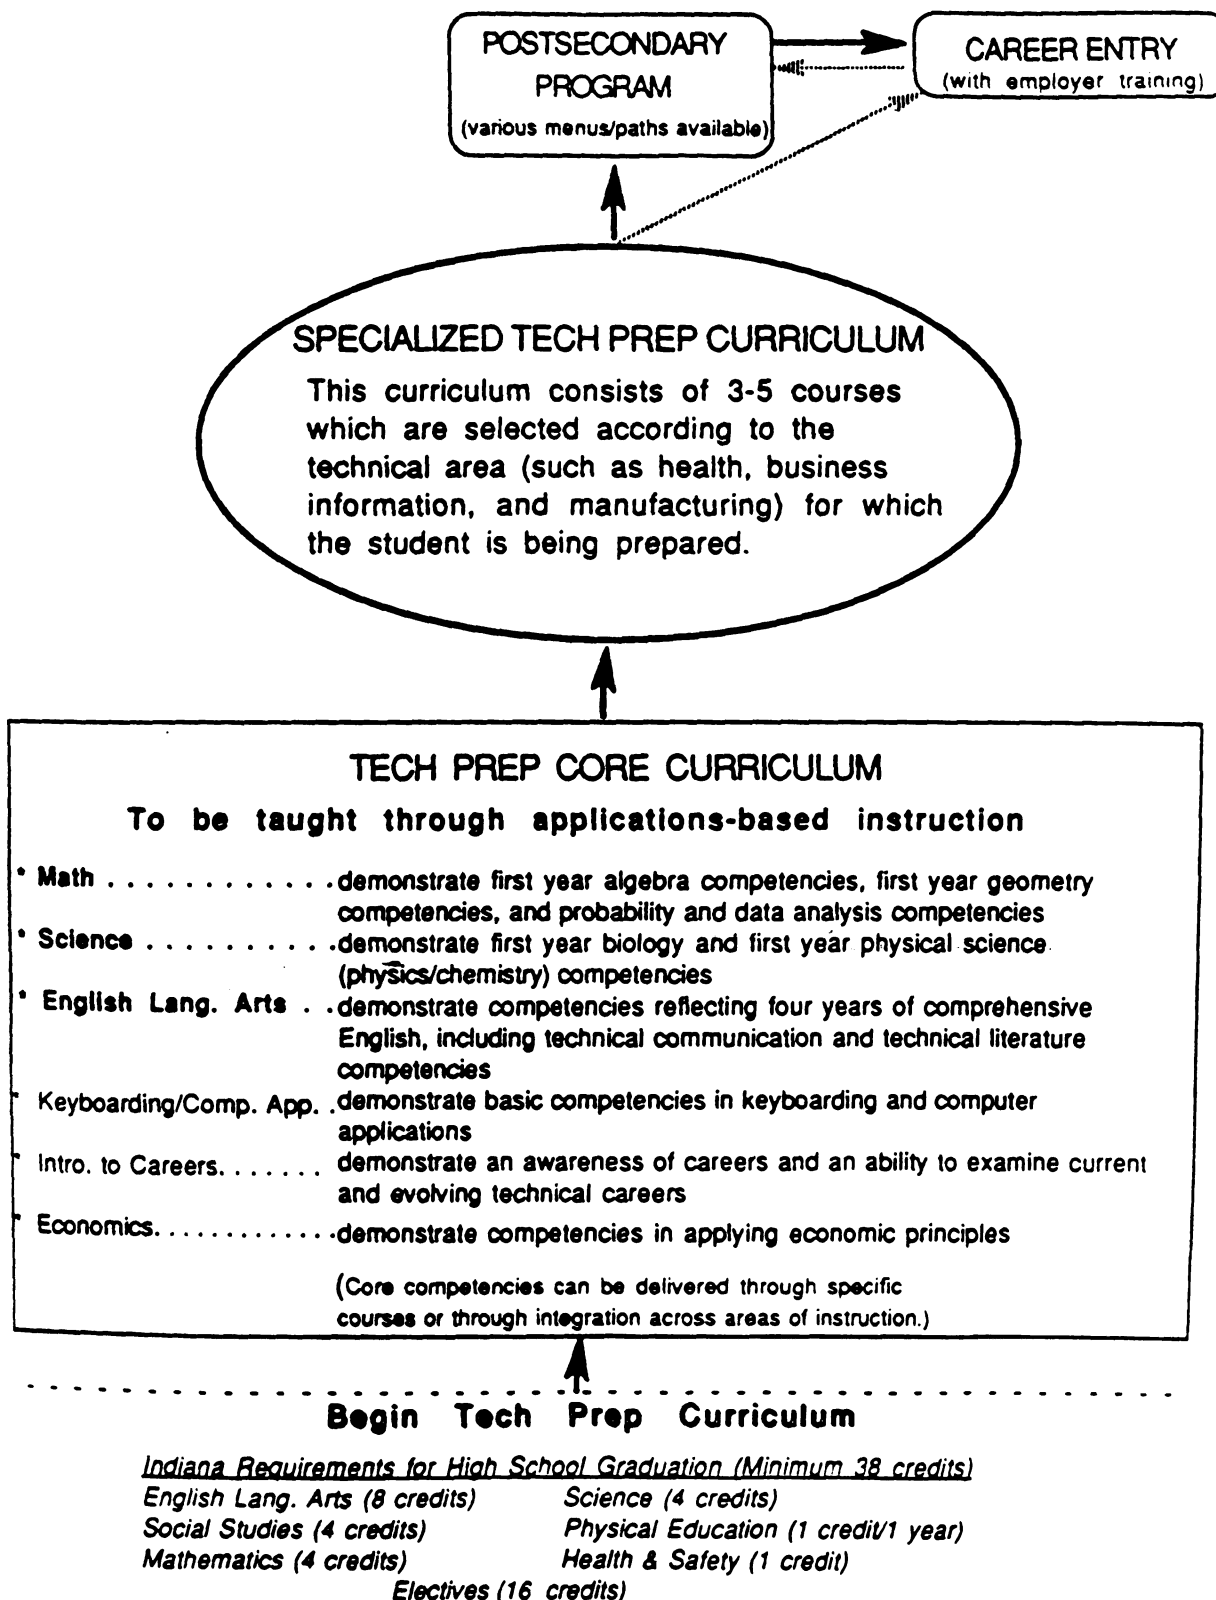 POSTSECONDARY
PROGRAM
(various menus/paths available)
CAREER ENTRY
(with employer training)
SPECIALIZED TECH PREP CURRICULUM
This curriculum consists of 3-5 courses
which are selected according to the
technical area (such as health, business
information, and manufacturing) for which
the student is being prepared.
TECH PREP CORE CURRICULUM
To be taught through applications-based instruction
* Math . . . . . . . . . . . . . demonstrate first year algebra competencies, first year geometry
competencies, and probability and data analysis competencies
* Science . . . . . . . . . . . demonstrate first year biology and first year physical science
(physics/chemistry) competencies
* English Lang. Arts . . demonstrate competencies reflecting four years of comprehensive
English, including technical communication and technical literature
competencies
* Keyboarding/Comp. App. . demonstrate basic competencies in keyboarding and computer
applications
* Intro. to Careers. . . . . . . demonstrate an awareness of careers and an ability to examine current
and evolving technical careers
* Economics. . . . . . . . . . . . . demonstrate competencies in applying economic principles
(Core competencies can be delivered through specific
courses or through integration across areas of instruction.)
Begin Tech Prep Curriculum
Indiana Requirements for High School Graduation (Minimum 38 credits)
English Lang. Arts (8 credits) Science (4 credits)
Social Studies (4 credits) Physical Education (1 credit/1 year)
Mathematics (4 credits) Health & Safety (1 credit)
Electives (16 credits)